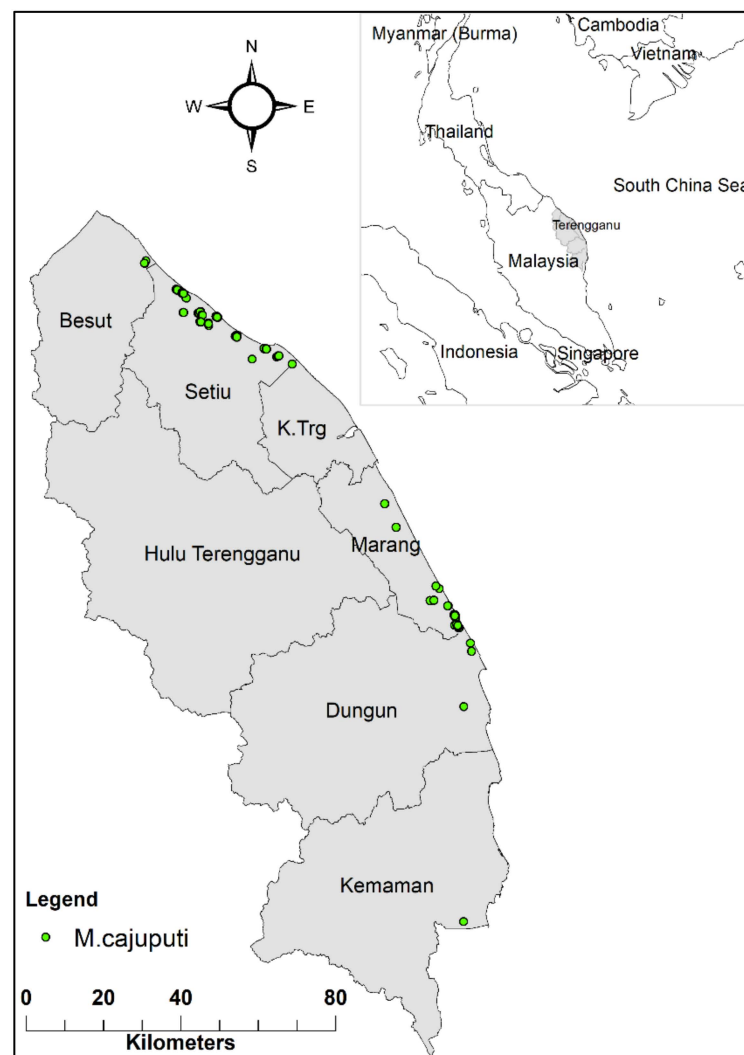 N
W E
S
Myanmar (Burma)
Cambodia
Vietnam
Thailand
South China Sea
Terengganu
Malaysia
Indonesia
Singapore
Besut
Setiu
K.Trg
Hulu Terengganu
Marang
Dungun
Kemaman
Legend
M.cajuputi
0 20 40 80
Kilometers